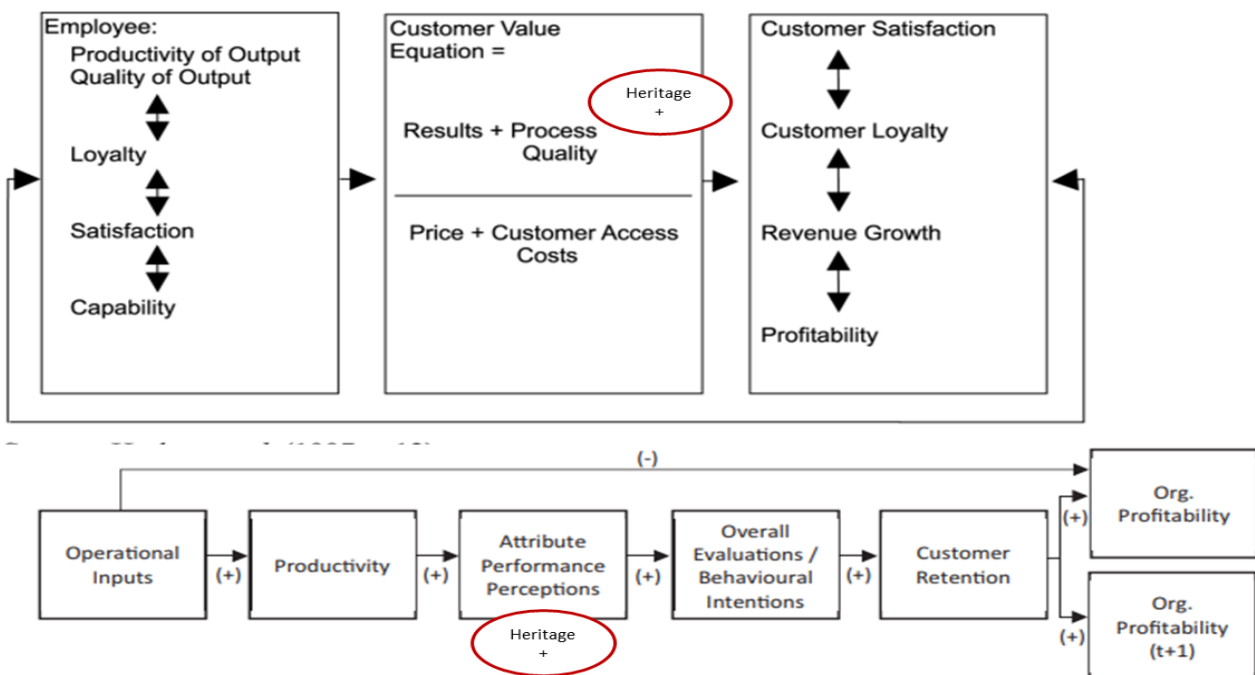 Employee:
Productivity of Output
Quality of Output
Loyalty
Satisfaction
Capability
Customer Value
Equation =
Heritage
+
Results + Process
Quality
Price + Customer Access
Costs
Customer Satisfaction
Customer Loyalty
Revenue Growth
Profitability
(-)
Operational
Inputs
(+)
Productivity
(+)
Attribute
Performance
Perceptions
Heritage
+
(+)
Overall
Evaluations /
Behavioural
Intentions
(+)
Customer
Retention
(+)
Org.
Profitability
(+)
Org.
Profitability
(t+1)